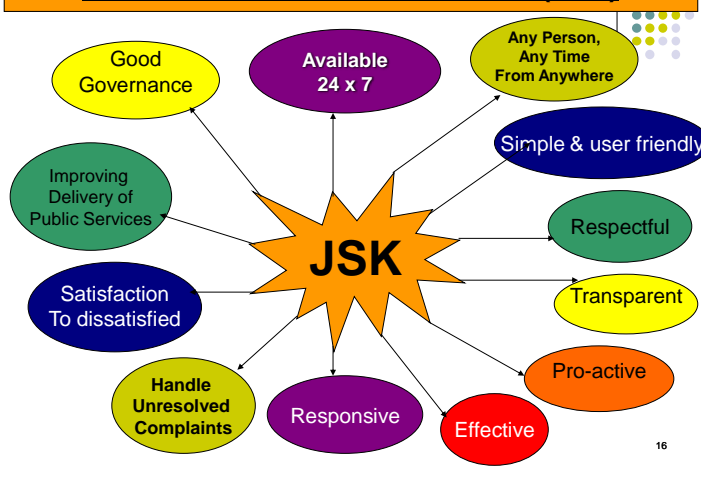 Good
Governance
Available
24 x 7
Any Person,
Any Time
From Anywhere
Simple & user friendly
Improving
Delivery of
Public Services
JSK
Respectful
Satisfaction
To dissatisfied
Transparent
Handle
Unresolved
Complaints
Responsive
Effective
Pro-active
16